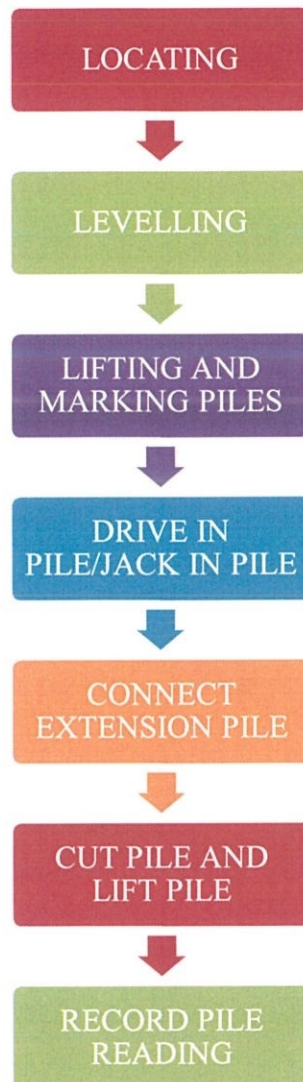 LOCATING
LEVELLING
LIFTING AND
MARKING PILES
DRIVE IN
PILE/JACK IN PILE
CONNECT
EXTENSION PILE
CUT PILE AND
LIFT PILE
RECORD PILE
READING